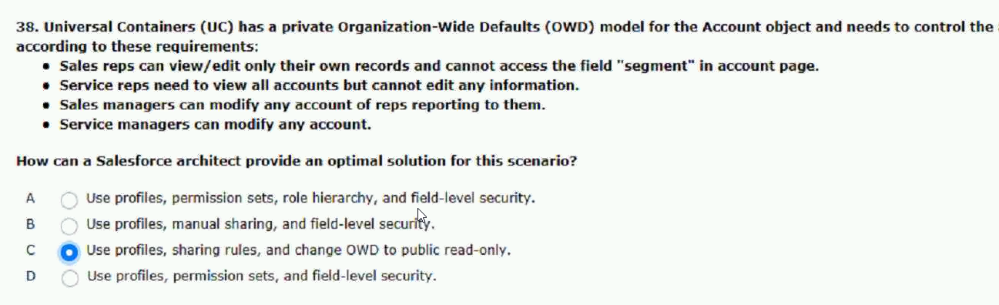 38. Universal Containers (UC) has a private Organization-Wide Defaults (OWD) model for the Account object and needs to control the
according to these requirements:
• Sales reps can view/edit only their own records and cannot access the field "segment" in account page.
• Service reps need to view all accounts but cannot edit any information.
• Sales managers can modify any account of reps reporting to them.
• Service managers can modify any account.
How can a Salesforce architect provide an optimal solution for this scenario?
A Use profiles, permission sets, role hierarchy, and field-level security.
B Use profiles, manual sharing, and field-level security.
C Use profiles, sharing rules, and change OWD to public read-only.
D Use profiles, permission sets, and field-level security.